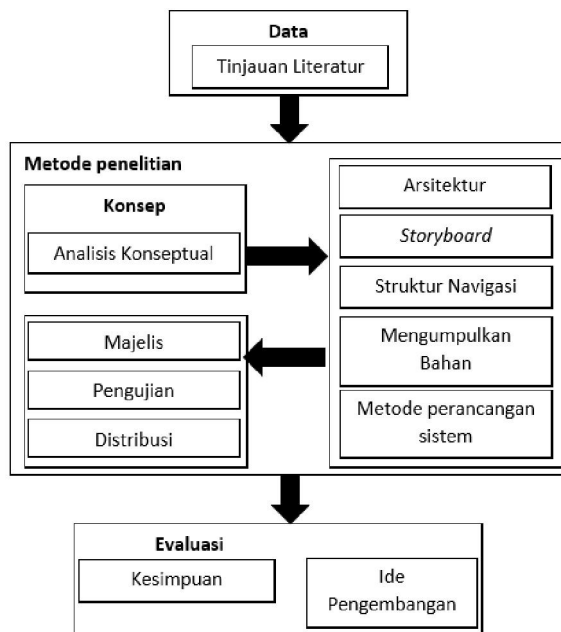 Data
Tinjauan Literatur
Metode penelitian
Konsep
Analisis Konseptual
Arsitektur
Storyboard
Struktur Navigasi
Mengumpulkan
Bahan
Metode perancangan
sistem
Majelis
Pengujian
Distribusi
Evaluasi
Kesimpuan
Ide
Pengembangan